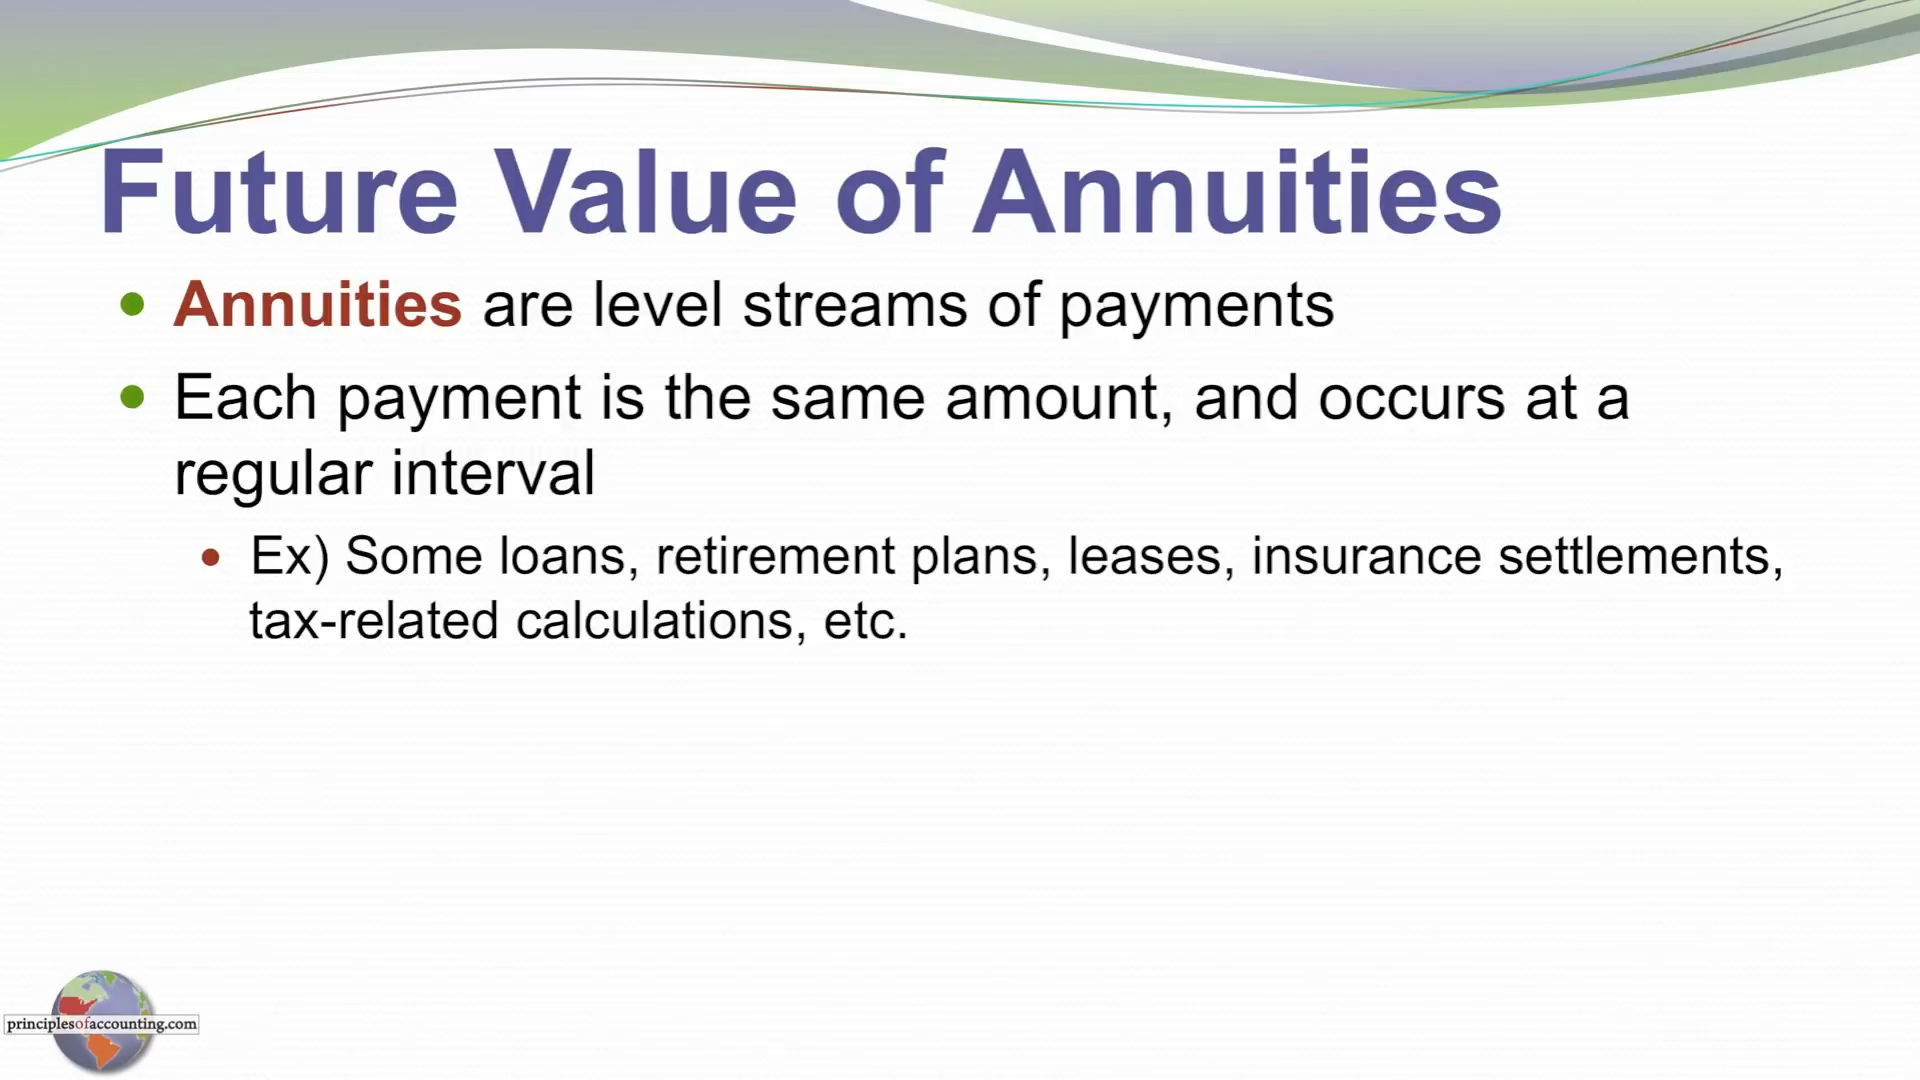 Future Value of Annuities
• Annuities are level streams of payments
• Each payment is the same amount, and occurs at a
regular interval
• Ex) Some loans, retirement plans, leases, insurance settlements,
tax-related calculations, etc.
principlesofaccounting.com